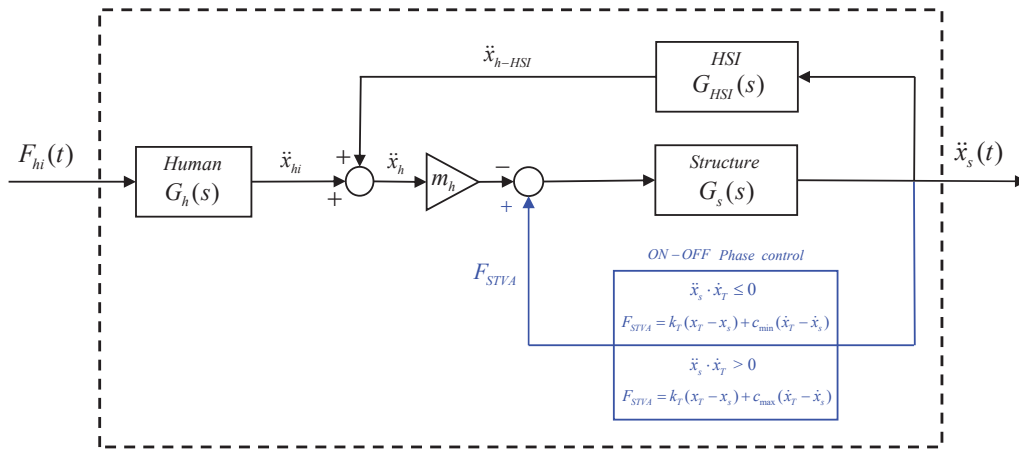 HSI
G_{HSI}(s)
ẍ_{h−HSI}
F_{hi}(t)
Human
G_h(s)
ẍ_{hi}
+
+
ẍ_h
m_h
−
+
Structure
G_s(s)
ẍ_s(t)
F_{STVA}
ON−OFF Phase control
ẍ_s · ẋ_T ≤ 0
F_{STVA} = k_T(x_T − x_s) + c_{min}(ẋ_T − ẋ_s)
ẍ_s · ẋ_T > 0
F_{STVA} = k_T(x_T − x_s) + c_{max}(ẋ_T − ẋ_s)